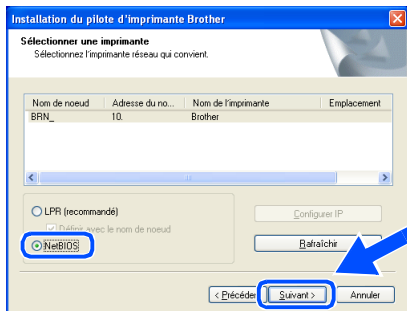 Installation du pilote d'imprimante Brother
Sélectionner une imprimante
Sélectionnez l'imprimante réseau qui convient.
Nom de noeud Adresse du no... Nom de l'imprimante Emplacement
BRN_ 10. Brother
LPR (recommandé)
Configurer IP
Définir avec le nom de noeud
NetBIOS
Rafraîchir
< Précéden
Suivant >
Annuler